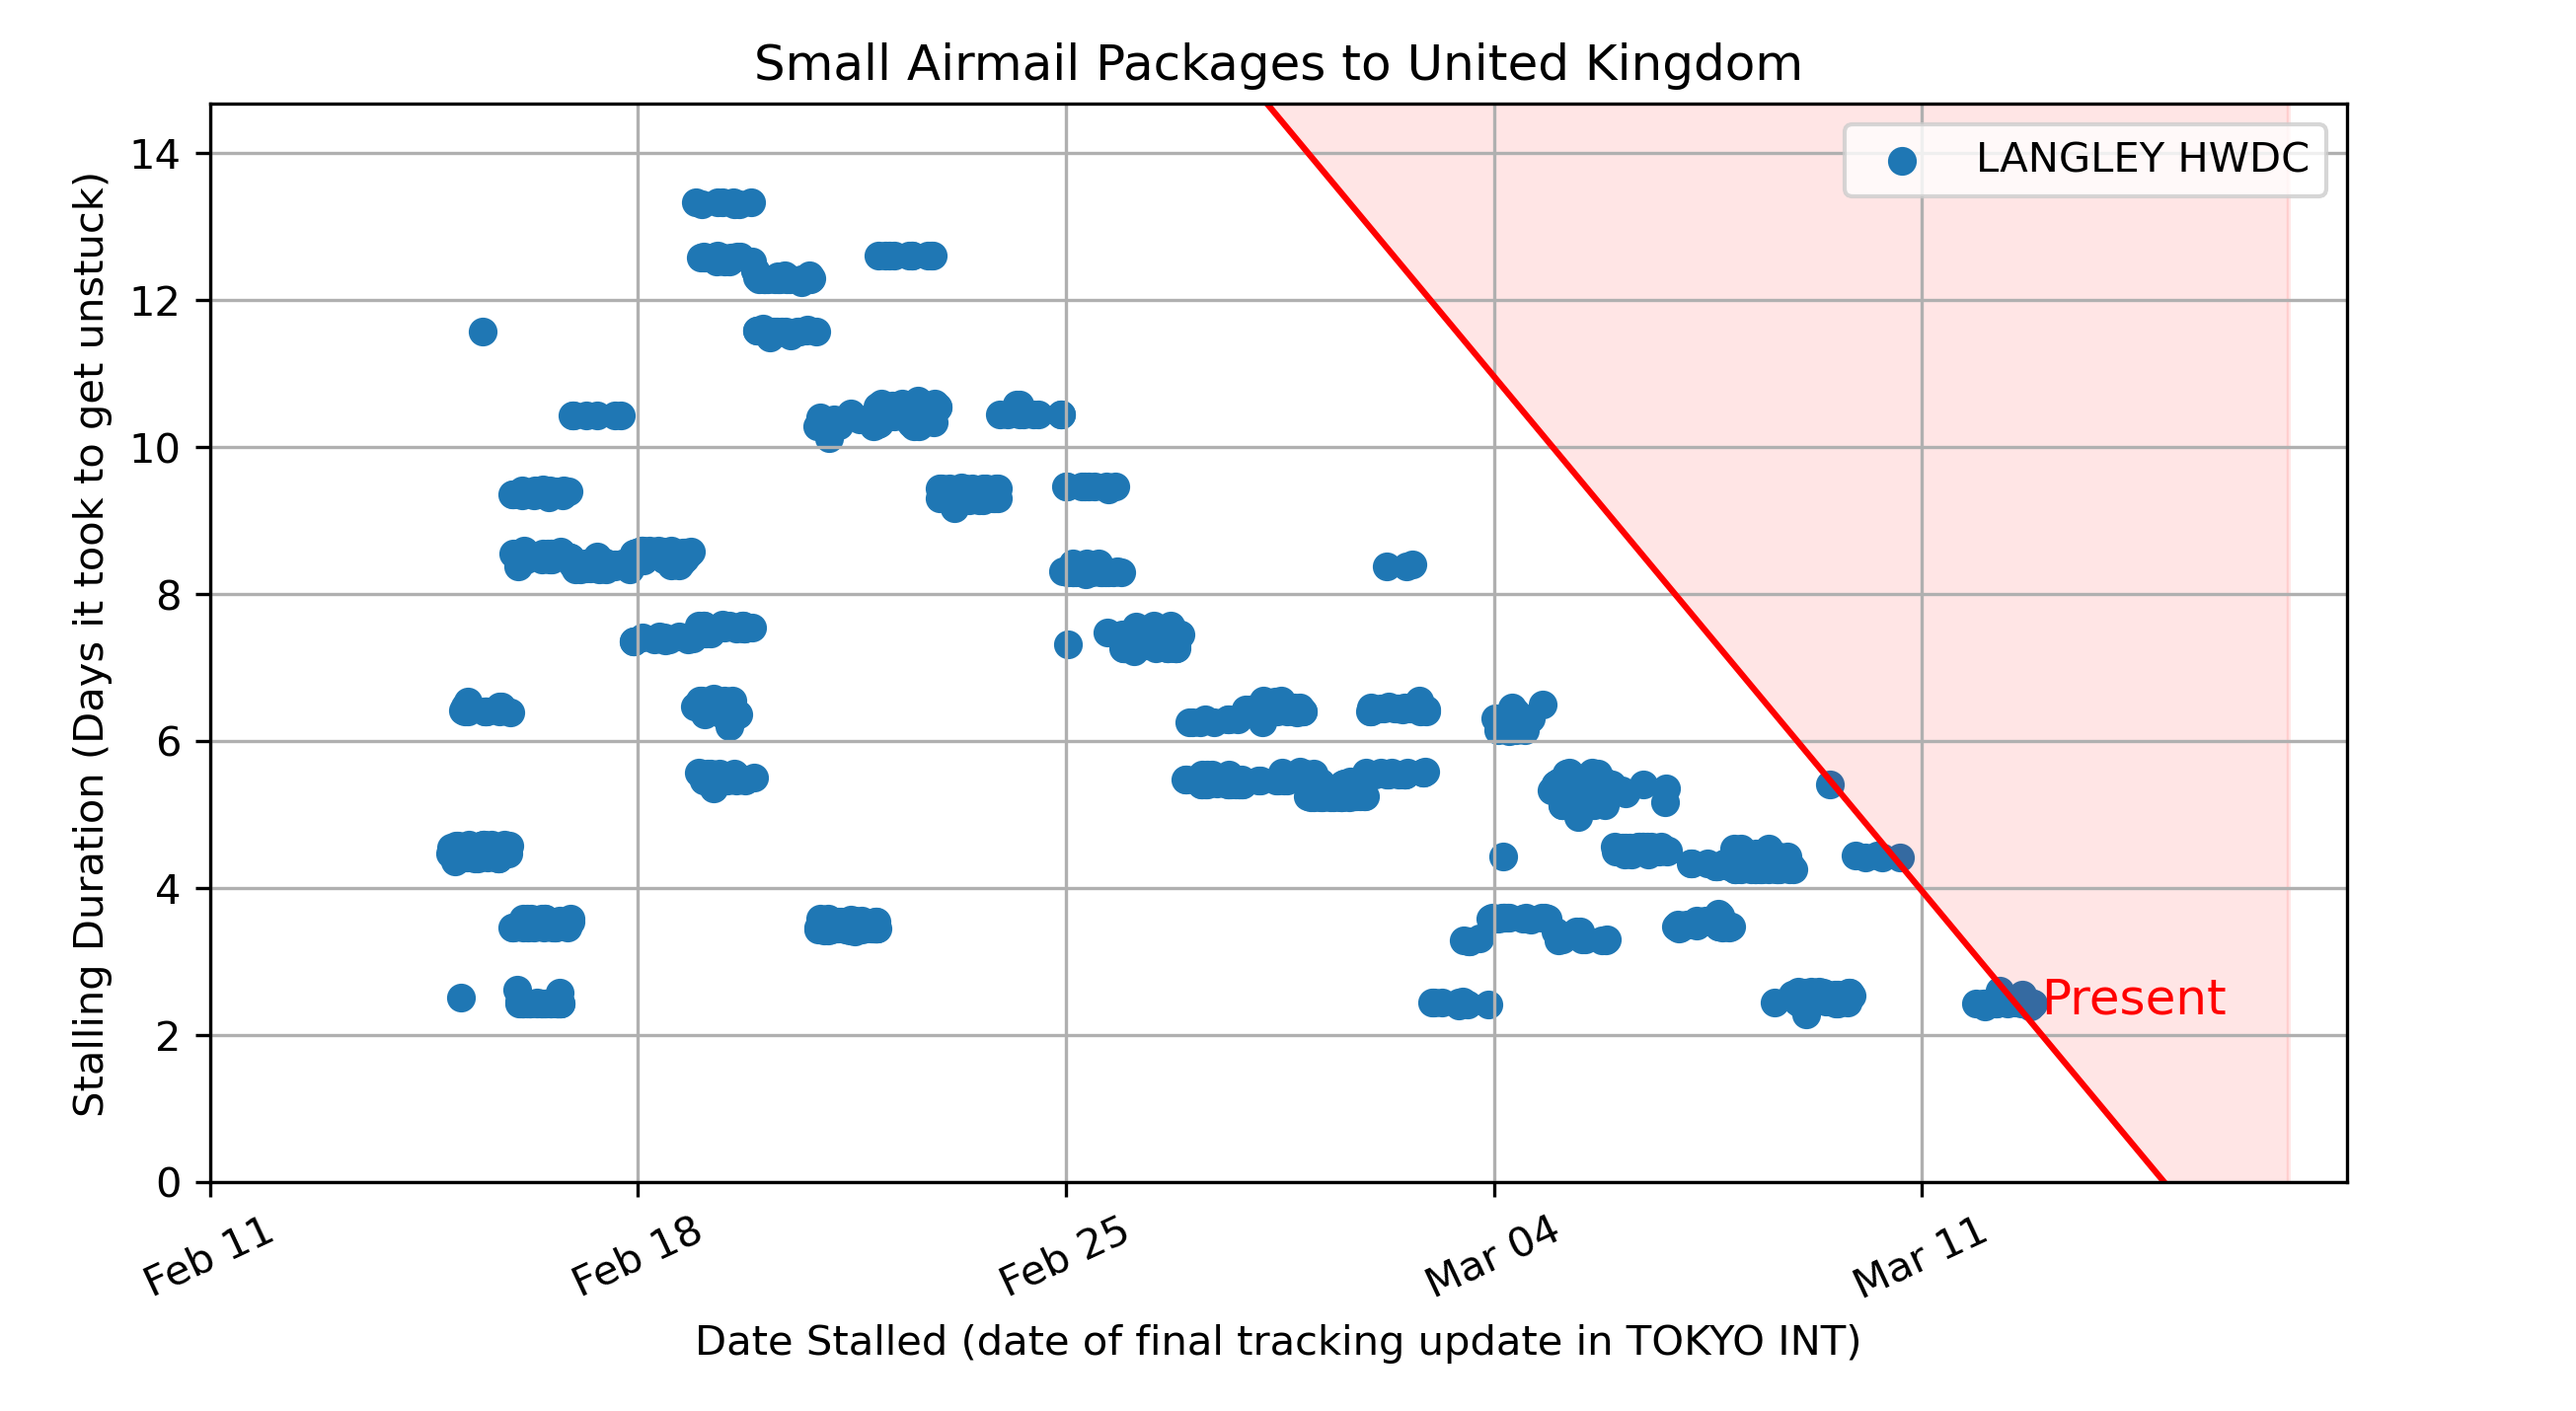 Small Airmail Packages to United Kingdom
LANGLEY HWDC
Stalling Duration (Days it took to get unstuck)
14
12
10
8
6
4
2
0
Present
Feb 11
Feb 18
Feb 25
Mar 04
Mar 11
Date Stalled (date of final tracking update in TOKYO INT)